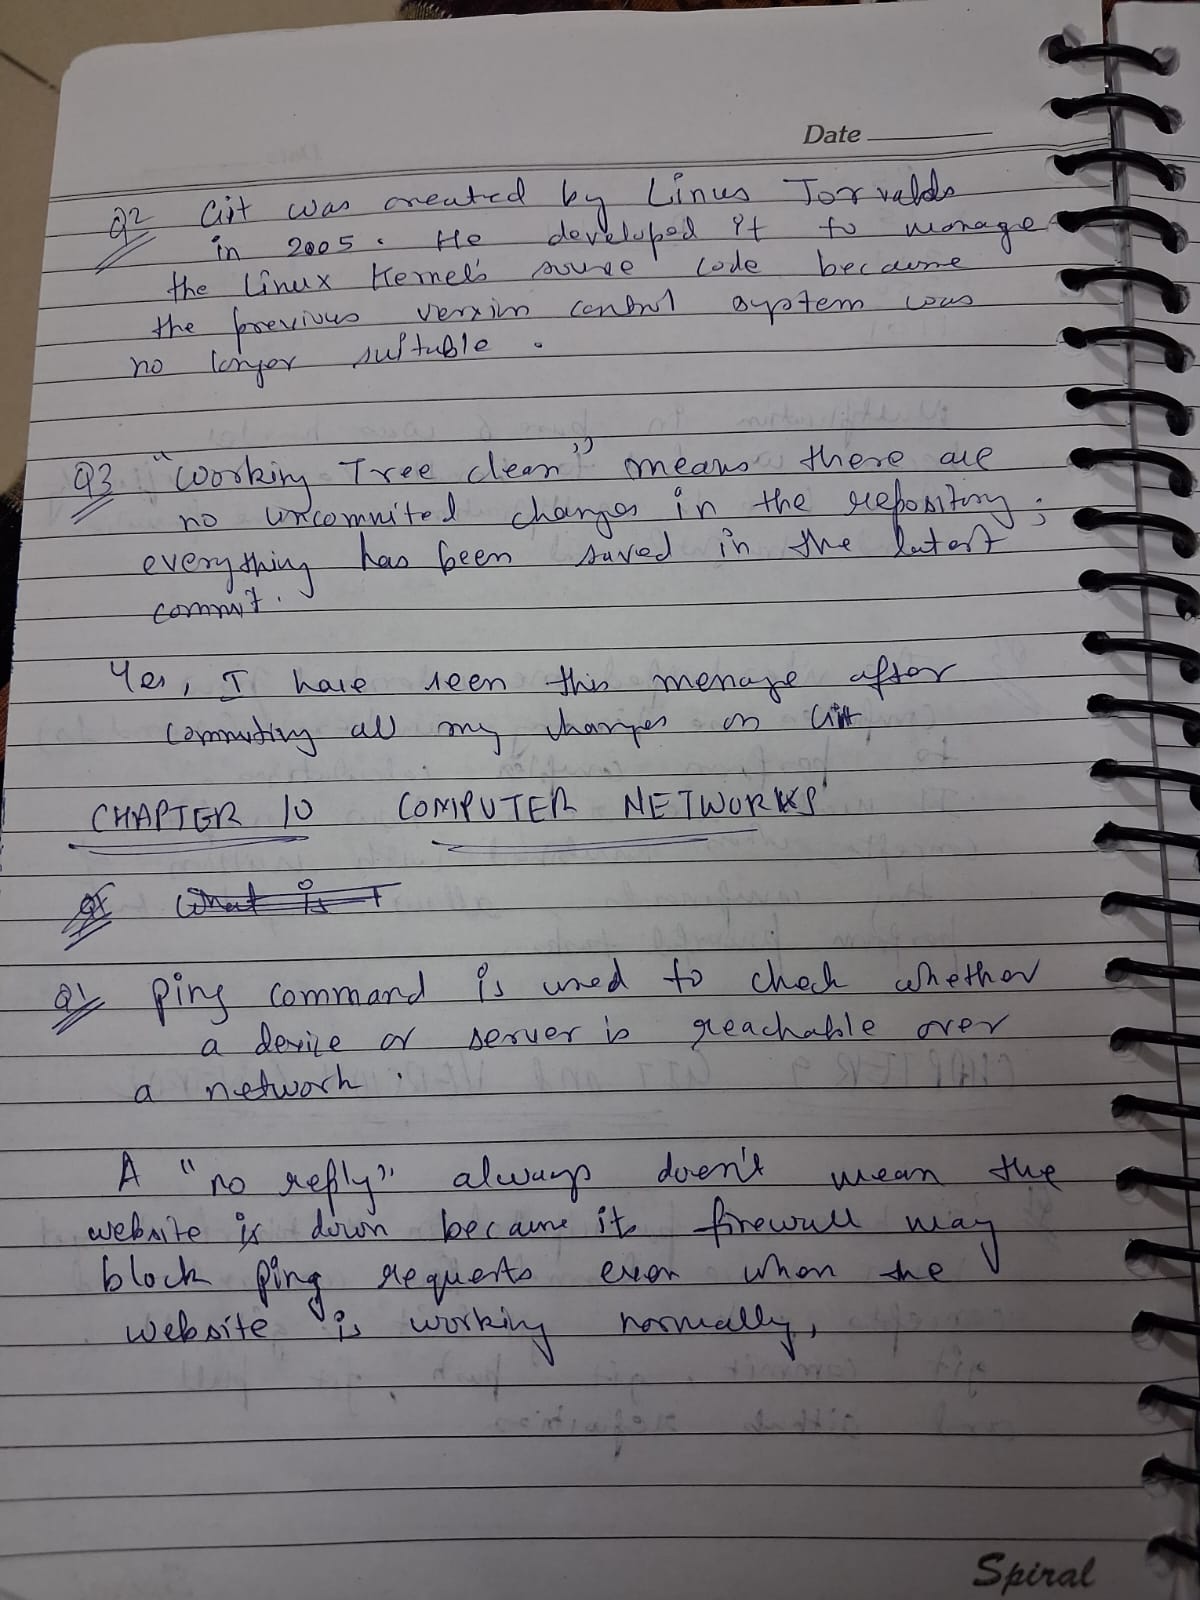 Date
Q2 Git was created by Linus Torvalds
in 2005. He developed it to manage
the Linux Kernel's source code because
the previous version control system was
no longer suitable.
Q3 "Working Tree clean" means there are
no uncommited changes in the repository;
everything has been saved in the latest
commit.
Yes, I have seen this message after
commiting all my changes on Git
CHAPTER 10 COMPUTER NETWORKS
Q1 What is
Q1 Ping command is used to check whether
a device or server is reachable over
a network.
A "no reply" always doesn't mean the
website is down because its firewall may
block ping requests even when the
website is working normally,
Spiral